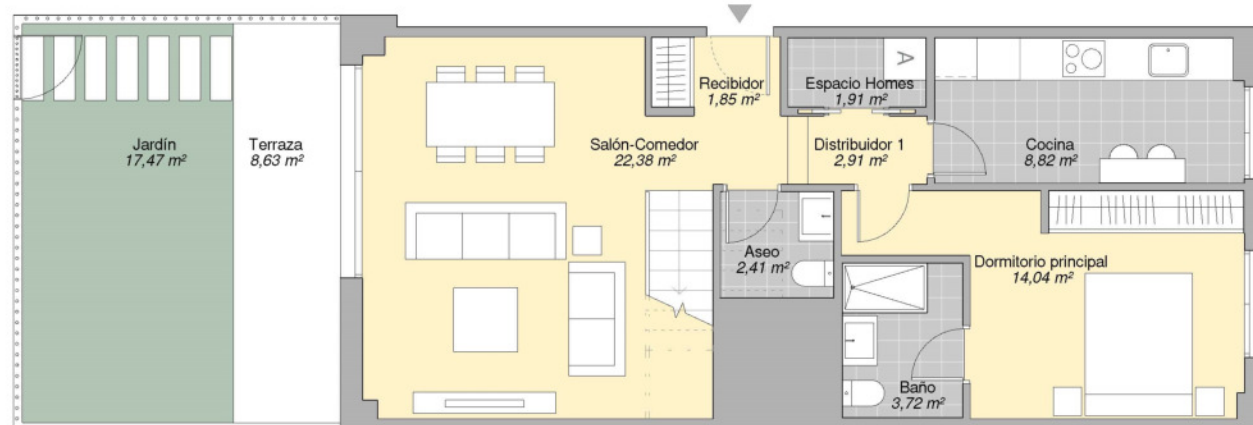 Recibidor
1,85 m²
Espacio Homes
1,91 m²
A
Jardín
17,47 m²
Terraza
8,63 m²
Salón-Comedor
22,38 m²
Distribuidor 1
2,91 m²
Cocina
8,82 m²
Aseo
2,41 m²
Dormitorio principal
14,04 m²
Baño
3,72 m²